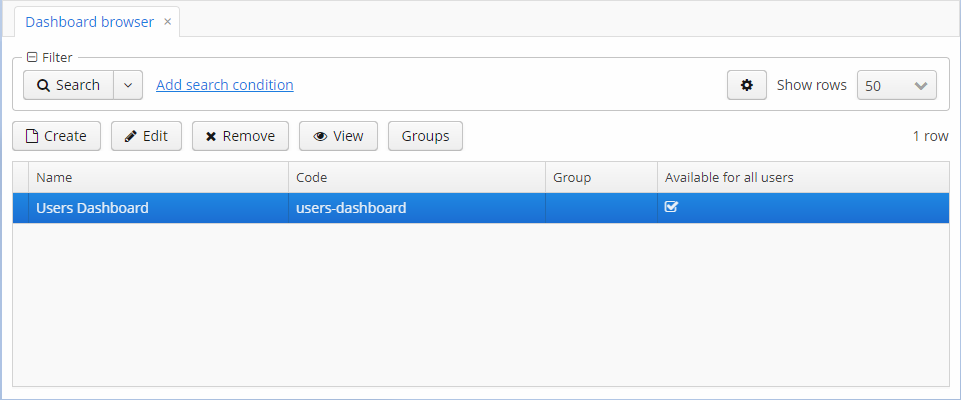 Dashboard browser ×
Filter
Search Add search condition Show rows 50
Create Edit Remove View Groups 1 row
Name Code Group Available for all users
Users Dashboard users-dashboard